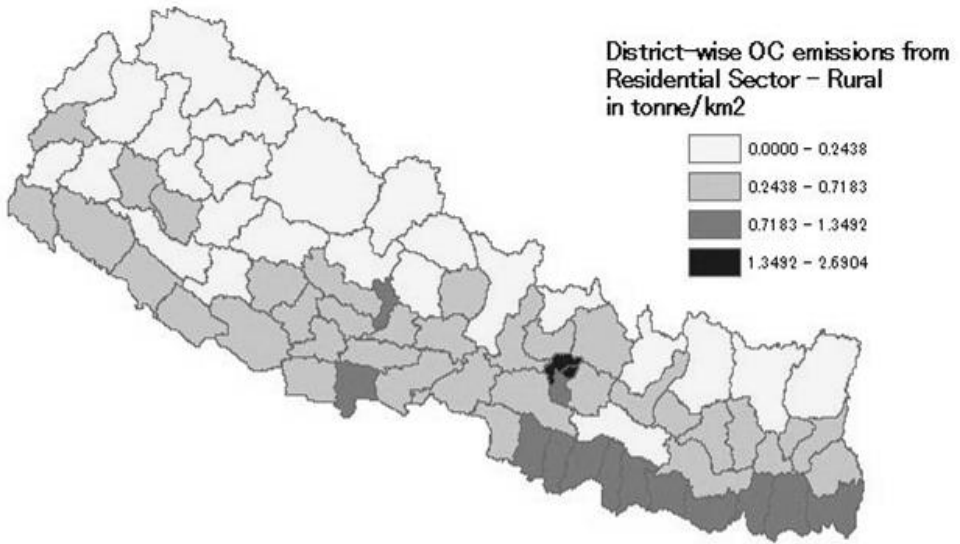 District-wise OC emissions from
Residential Sector - Rural
in tonne/km2
0.0000 - 0.2438
0.2438 - 0.7183
0.7183 - 1.3492
1.3492 - 2.6904